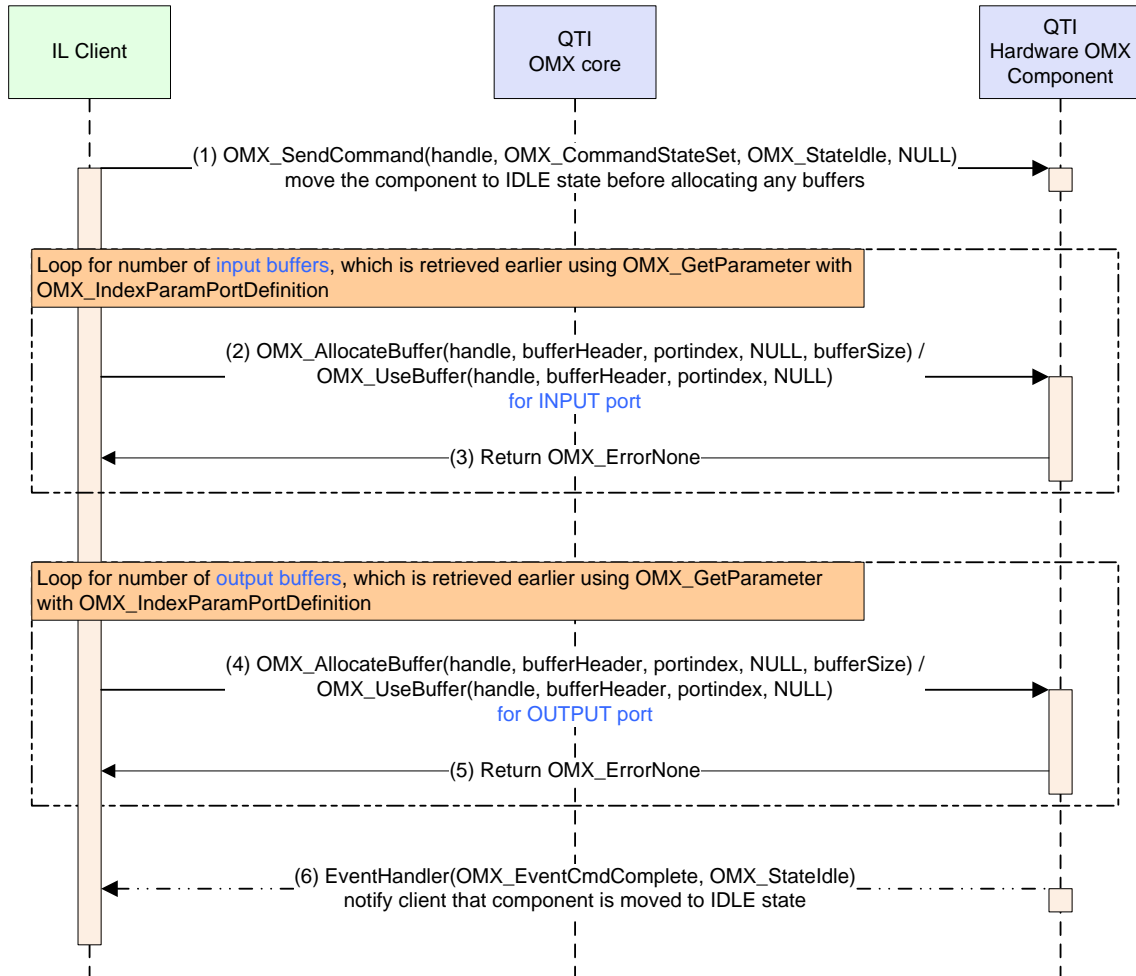 IL Client
QTI
OMX core
QTI
Hardware OMX
Component
(1) OMX_SendCommand(handle, OMX_CommandStateSet, OMX_StateIdle, NULL)
move the component to IDLE state before allocating any buffers
Loop for number of input buffers, which is retrieved earlier using OMX_GetParameter with
OMX_IndexParamPortDefinition
(2) OMX_AllocateBuffer(handle, bufferHeader, portindex, NULL, bufferSize) /
OMX_UseBuffer(handle, bufferHeader, portindex, NULL)
for INPUT port
(3) Return OMX_ErrorNone
Loop for number of output buffers, which is retrieved earlier using OMX_GetParameter
with OMX_IndexParamPortDefinition
(4) OMX_AllocateBuffer(handle, bufferHeader, portindex, NULL, bufferSize) /
OMX_UseBuffer(handle, bufferHeader, portindex, NULL)
for OUTPUT port
(5) Return OMX_ErrorNone
(6) EventHandler(OMX_EventCmdComplete, OMX_StateIdle)
notify client that component is moved to IDLE state